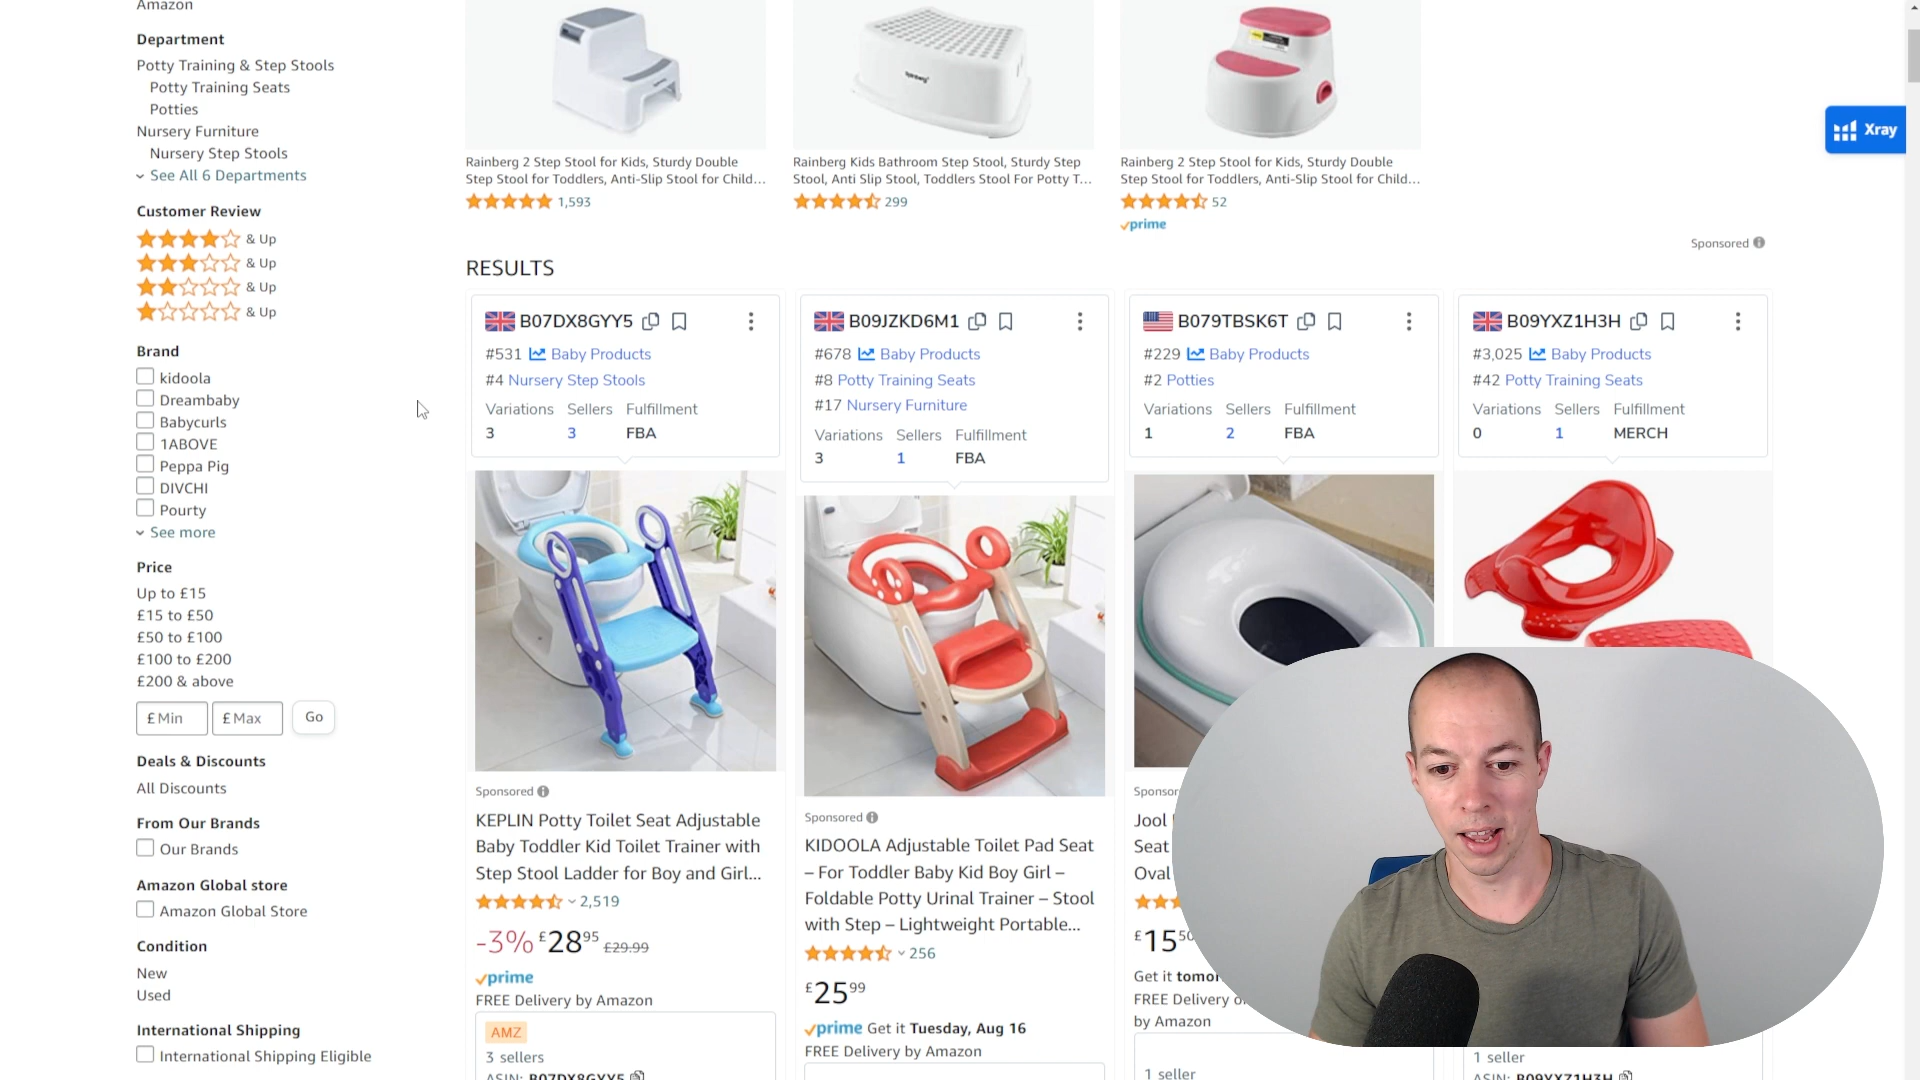 Amazon
Department
Potty Training & Step Stools
Potty Training Seats
Potties
Nursery Furniture
Nursery Step Stools
See All 6 Departments
Customer Review
& Up
& Up
& Up
& Up
Brand
kidoola
Dreambaby
Babycurls
1ABOVE
Peppa Pig
DIVCHI
Pourty
See more
Price
Up to £15
£15 to £50
£50 to £100
£100 to £200
£200 & above
£ Min £ Max Go
Deals & Discounts
All Discounts
From Our Brands
Our Brands
Amazon Global store
Amazon Global Store
Condition
New
Used
International Shipping
International Shipping Eligible
Rainberg 2 Step Stool for Kids, Sturdy Double
Step Stool for Toddlers, Anti-Slip Stool for Child...
1,593
Rainberg Kids Bathroom Step Stool, Sturdy Step
Stool, Anti Slip Stool, Toddlers Stool For Potty T...
299
Rainberg 2 Step Stool for Kids, Sturdy Double
Step Stool for Toddlers, Anti-Slip Stool for Child...
52
prime
Sponsored
Xray
RESULTS
B07DX8GYY5
#531 Baby Products
#4 Nursery Step Stools
Variations Sellers Fulfillment
3 3 FBA
Sponsored
KEPLIN Potty Toilet Seat Adjustable
Baby Toddler Kid Toilet Trainer with
Step Stool Ladder for Boy and Girl...
2,519
-3% £28.95 £29.99
prime
FREE Delivery by Amazon
AMZ
3 sellers
ASIN: B07DX8GYY5
B09JZKD6M1
#678 Baby Products
#8 Potty Training Seats
#17 Nursery Furniture
Variations Sellers Fulfillment
3 1 FBA
Sponsored
KIDOOLA Adjustable Toilet Pad Seat
– For Toddler Baby Kid Boy Girl –
Foldable Potty Urinal Trainer – Stool
with Step – Lightweight Portable...
256
£25 99
prime Get it Tuesday, Aug 16
FREE Delivery by Amazon
B079TBSK6T
#229 Baby Products
#2 Potties
Variations Sellers Fulfillment
1 2 FBA
Sponsor
Jool
Seat
Oval
£15 50
Get it tomor
FREE Delivery o
by Amazon
1 seller
B09YXZ1H3H
#3,025 Baby Products
#42 Potty Training Seats
Variations Sellers Fulfillment
0 1 MERCH
1 seller
ASIN: B09YXZ1H3H